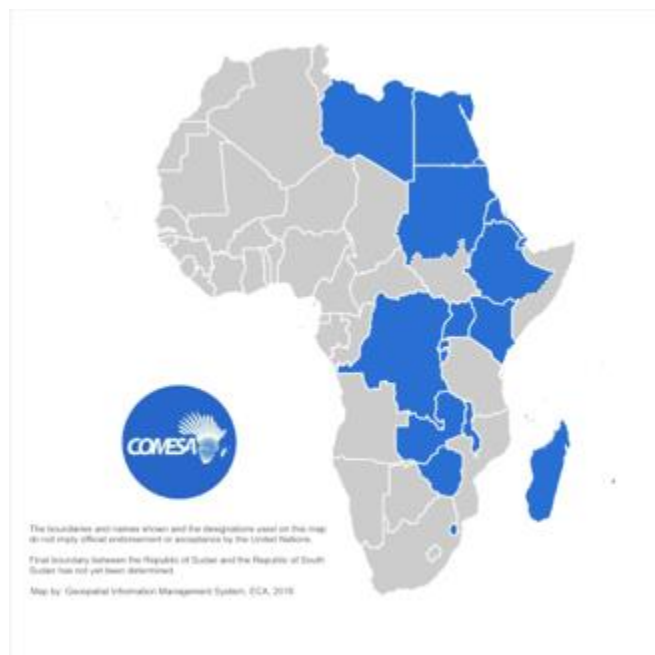 COMESA
The boundaries and names shown and the designations used on this map
do not imply official endorsement or acceptance by the United Nations.
Final boundary between the Republic of Sudan and the Republic of South
Sudan has not yet been determined.
Map by: Geospatial Information Management System, ECA,